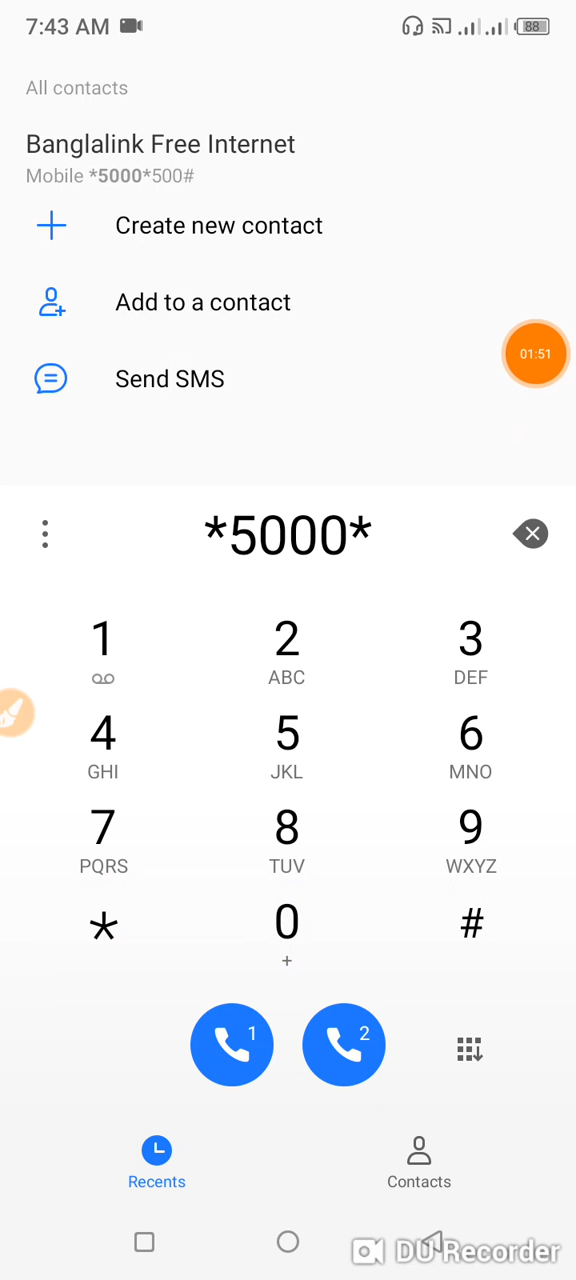 7:43 AM
88
All contacts
Banglalink Free Internet
Mobile *5000*500#
Create new contact
Add to a contact
01:51
Send SMS
*5000*
1 2 3
ABC DEF
4 5 6
GHI JKL MNO
7 8 9
PQRS TUV WXYZ
* 0 #
+
1 2
Recents Contacts
DU Recorder